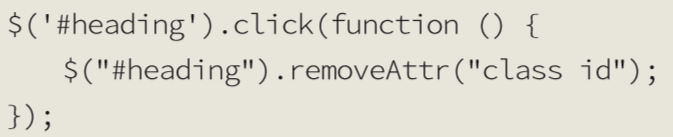 $('#heading').click(function () {
    $("#heading").removeAttr("class id");
});